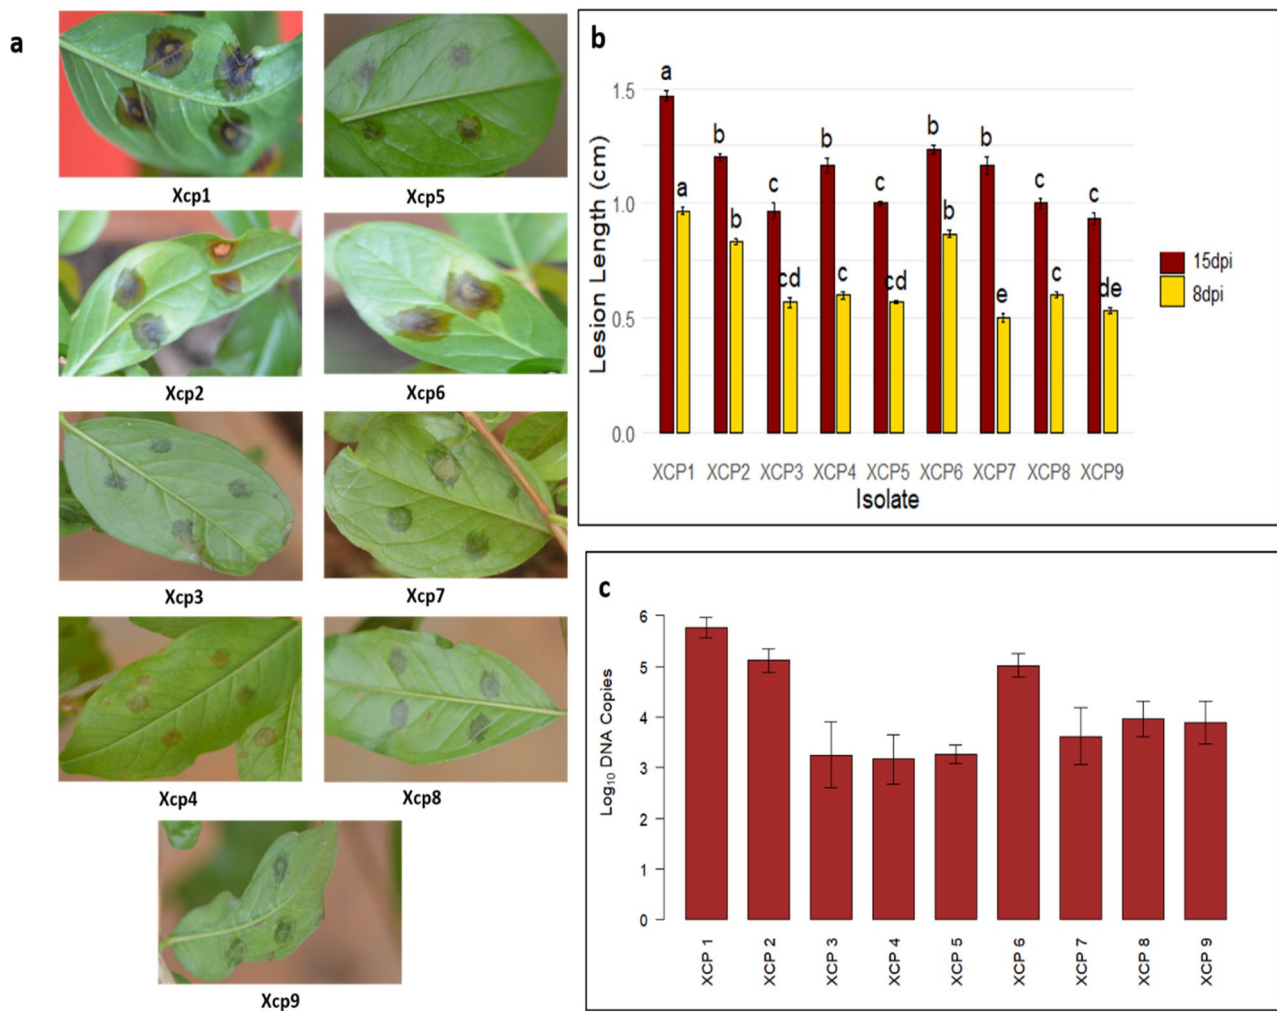 a
Xcp1
Xcp5
Xcp2
Xcp6
Xcp3
Xcp7
Xcp4
Xcp8
Xcp9
b
Lesion Length (cm)
1.5
1.0
0.5
0.0
a
a
b
b
c
cd
b
c
c
cd
b
b
b
e
c
c
c
de
XCP1 XCP2 XCP3 XCP4 XCP5 XCP6 XCP7 XCP8 XCP9
Isolate
15dpi
8dpi
c
Log₁₀ DNA Copies
6
5
4
3
2
1
0
XCP 1
XCP 2
XCP 3
XCP 4
XCP 5
XCP 6
XCP 7
XCP 8
XCP 9